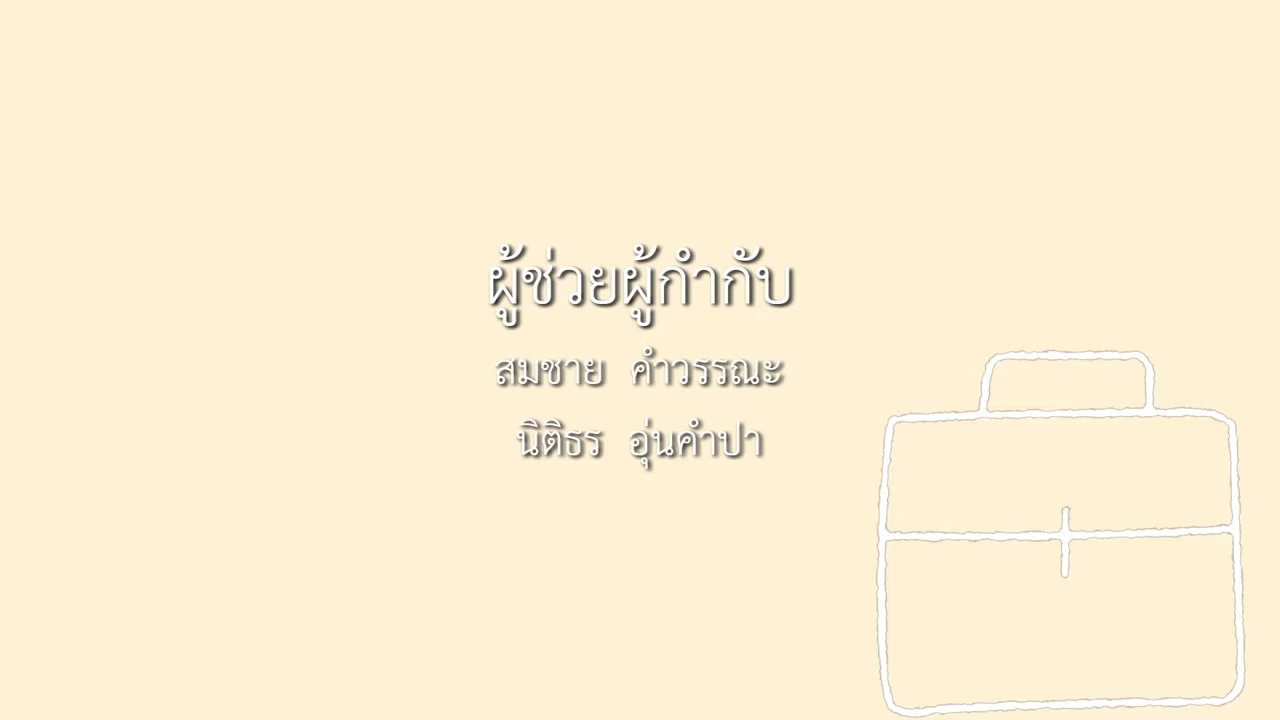 ผู้ช่วยผู้กำกับ
สมชาย คำวรรณะ
นิติธร อุ่นคำปา